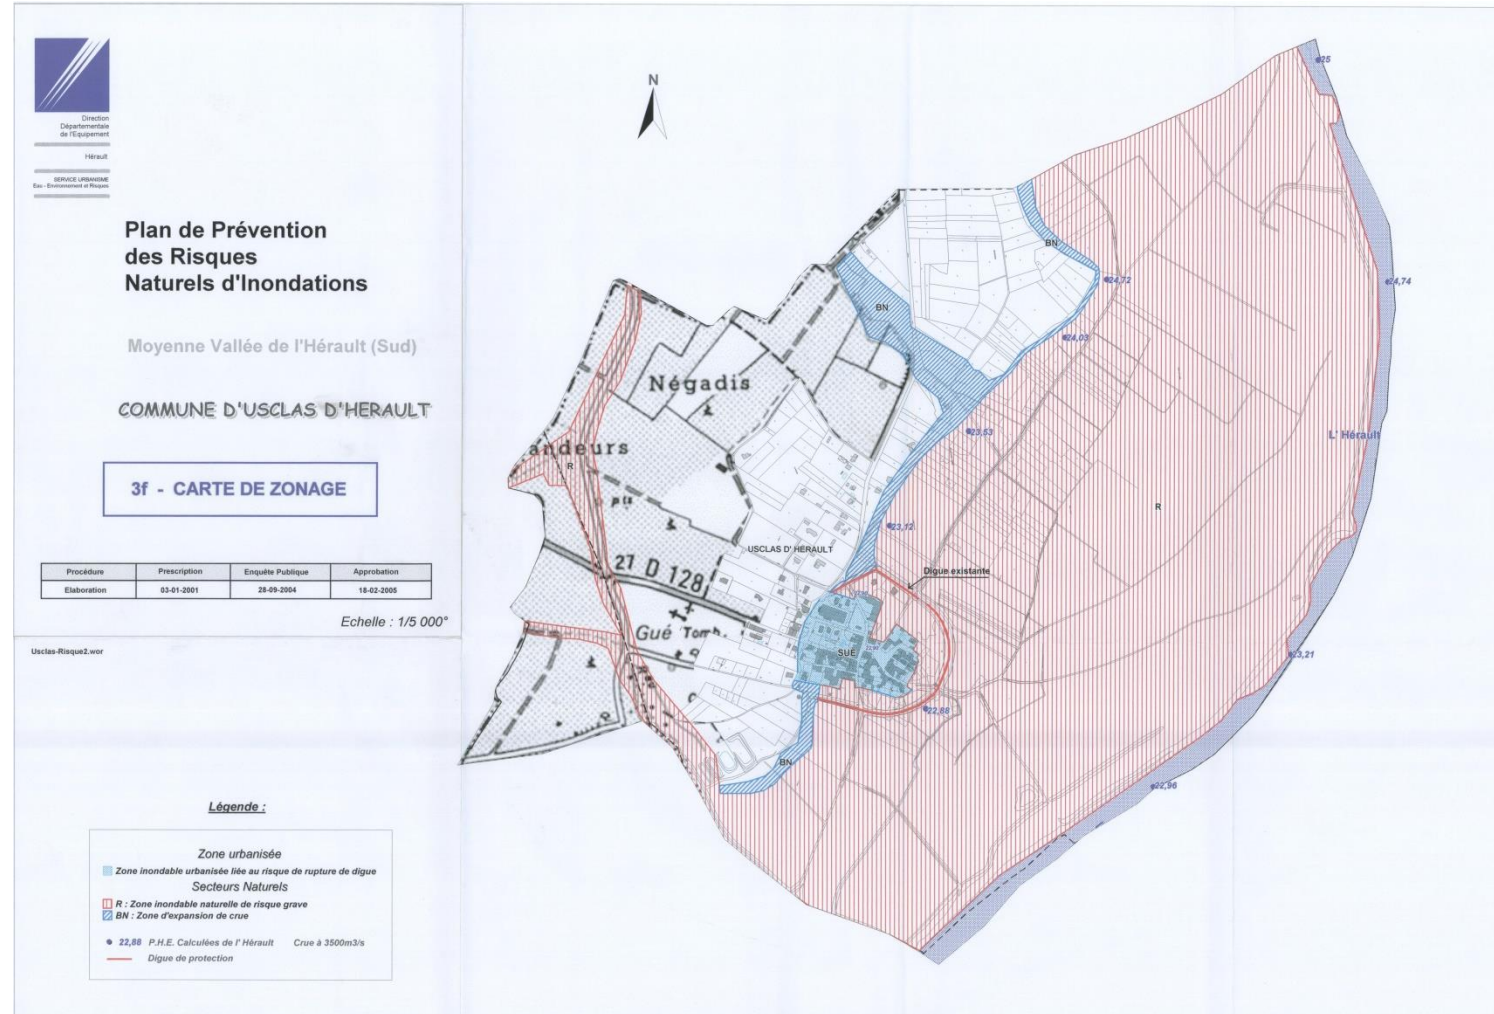 Direction
Départementale
de l'Equipement
Hérault
SERVICE URBANISME
Eau - Environnement et Risques
Plan de Prévention
des Risques
Naturels d'Inondations
Moyenne Vallée de l'Hérault (Sud)
COMMUNE D'USCLAS D'HERAULT
3f - CARTE DE ZONAGE
Procédure Prescription Enquête Publique Approbation
Elaboration 03-01-2001 28-09-2004 18-02-2005
Echelle : 1/5 000°
Usclas-Risque2.wor
Légende :
Zone urbanisée
Zone inondable urbanisée liée au risque de rupture de digue
Secteurs Naturels
R : Zone inondable naturelle de risque grave
BN : Zone d'expansion de crue
22,88 P.H.E. Calculées de l' Hérault Crue à 3500m3/s
Digue de protection
N
25
BN
24,72
24,74
BN
24,03
Négadis
23,53
L' Hérault
andeurs
R
pts
R
23,12
USCLAS D' HERAULT
27 D 128
Digue existante
Gué Tomb.
SUE
23,21
22,88
BN
22,96